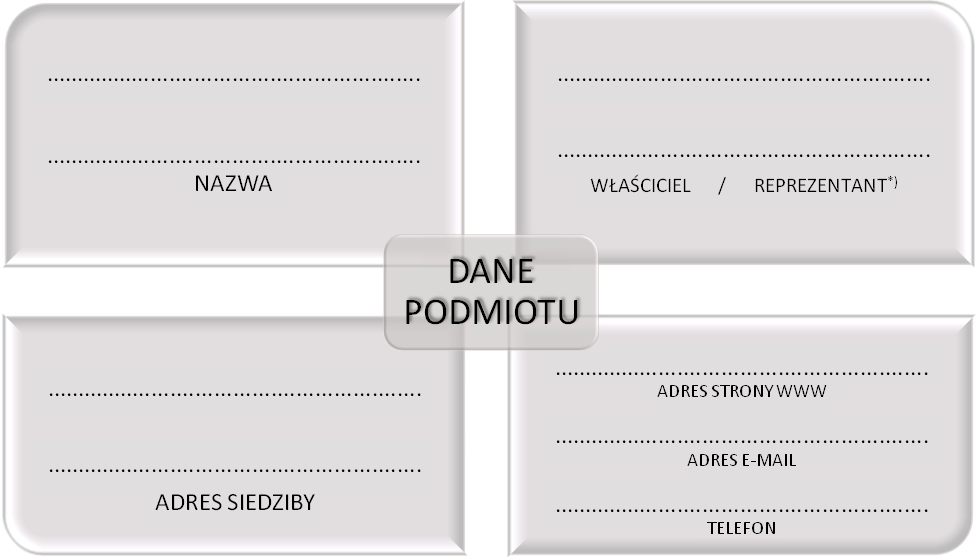 ..................................................................
..................................................................
NAZWA
..................................................................
..................................................................
WŁAŚCICIEL / REPREZENTANT*)
DANE
PODMIOTU
..................................................................
..................................................................
ADRES SIEDZIBY
..................................................................
ADRES STRONY WWW
..................................................................
ADRES E-MAIL
..................................................................
TELEFON